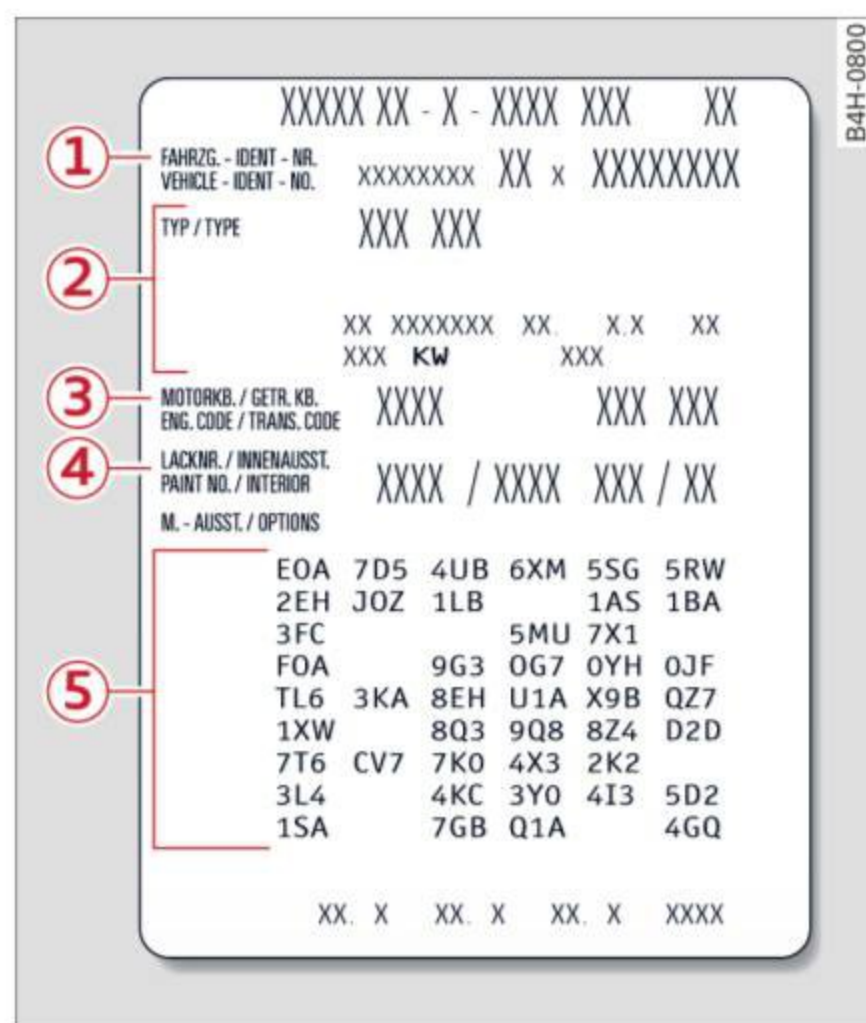 B4H-0800
XXXXX XX - X - XXXX XXX XX
1
FAHRZG. - IDENT - NR.
VEHICLE - IDENT - NO. XXXXXXXX XX X XXXXXXXX
2
TYP / TYPE XXX XXX
XX XXXXXXX XX. X.X XX
XXX KW XXX
3
MOTORKB. / GETR. KB.
ENG. CODE / TRANS. CODE XXXX XXX XXX
4
LACKNR. / INNENAUSST.
PAINT NO. / INTERIOR XXXX / XXXX XXX / XX
M. - AUSST. / OPTIONS
5
EOA 7D5 4UB 6XM 5SG 5RW
2EH JOZ 1LB 1AS 1BA
3FC 5MU 7X1
FOA 9G3 OG7 0YH 0JF
TL6 3KA 8EH U1A X9B QZ7
1XW 8Q3 9Q8 8Z4 D2D
7T6 CV7 7K0 4X3 2K2
3L4 4KC 3Y0 4I3 5D2
1SA 7GB Q1A 4GQ
XX. X XX. X XX. X XXXX